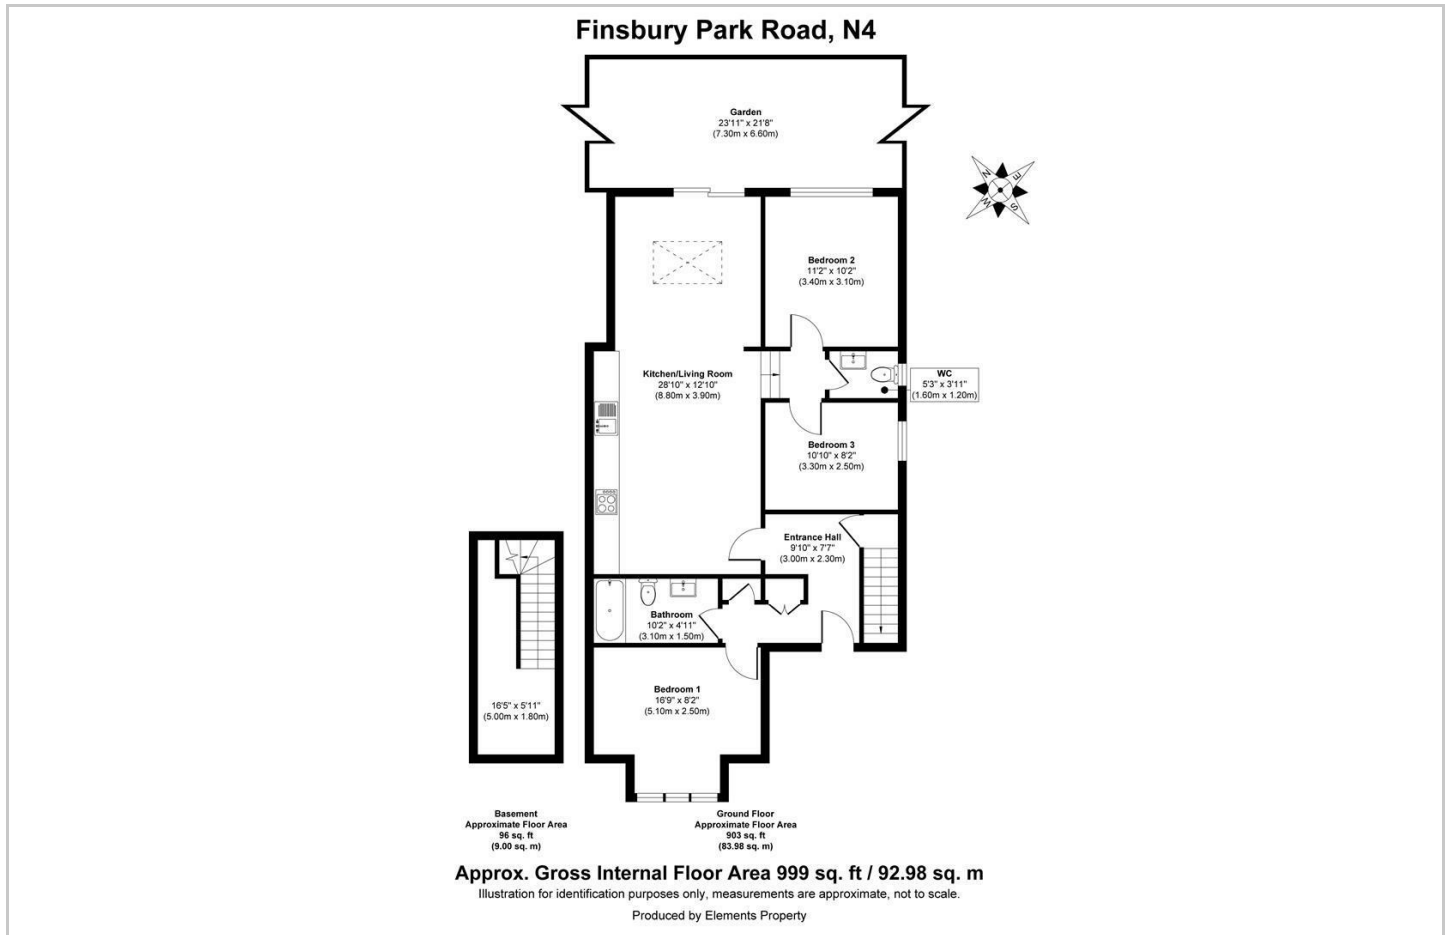 Finsbury Park Road, N4
Garden
23'11" x 21'8"
(7.30m x 6.60m)
N
E
S
W
Bedroom 2
11'2" x 10'2"
(3.40m x 3.10m)
Kitchen/Living Room
28'10" x 12'10"
(8.80m x 3.90m)
WC
5'3" x 3'11"
(1.60m x 1.20m)
Bedroom 3
10'10" x 8'2"
(3.30m x 2.50m)
Entrance Hall
9'10" x 7'7"
(3.00m x 2.30m)
Bathroom
10'2" x 4'11"
(3.10m x 1.50m)
Bedroom 1
16'9" x 8'2"
(5.10m x 2.50m)
16'5" x 5'11"
(5.00m x 1.80m)
Basement
Approximate Floor Area
96 sq. ft
(9.00 sq. m)
Ground Floor
Approximate Floor Area
903 sq. ft
(83.98 sq. m)
Approx. Gross Internal Floor Area 999 sq. ft / 92.98 sq. m
Illustration for identification purposes only, measurements are approximate, not to scale.
Produced by Elements Property